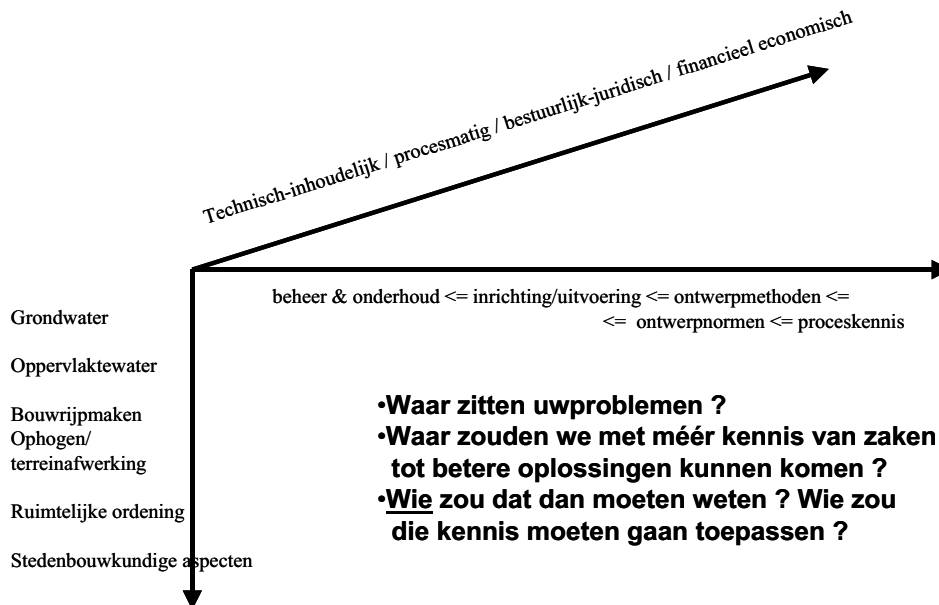 Technisch-inhoudelijk / procesmatig / bestuurlijk-juridisch / financieel economisch
beheer & onderhoud <= inrichting/uitvoering <= ontwerpmethoden <=
<= ontwerpnormen <= proceskennis
Grondwater
Oppervlaktewater
Bouwrijpmaken
Ophogen/
terreinafwerking
Ruimtelijke ordening
Stedenbouwkundige aspecten
•Waar zitten uwproblemen ?
•Waar zouden we met méér kennis van zaken
tot betere oplossingen kunnen komen ?
•Wie zou dat dan moeten weten ? Wie zou
die kennis moeten gaan toepassen ?